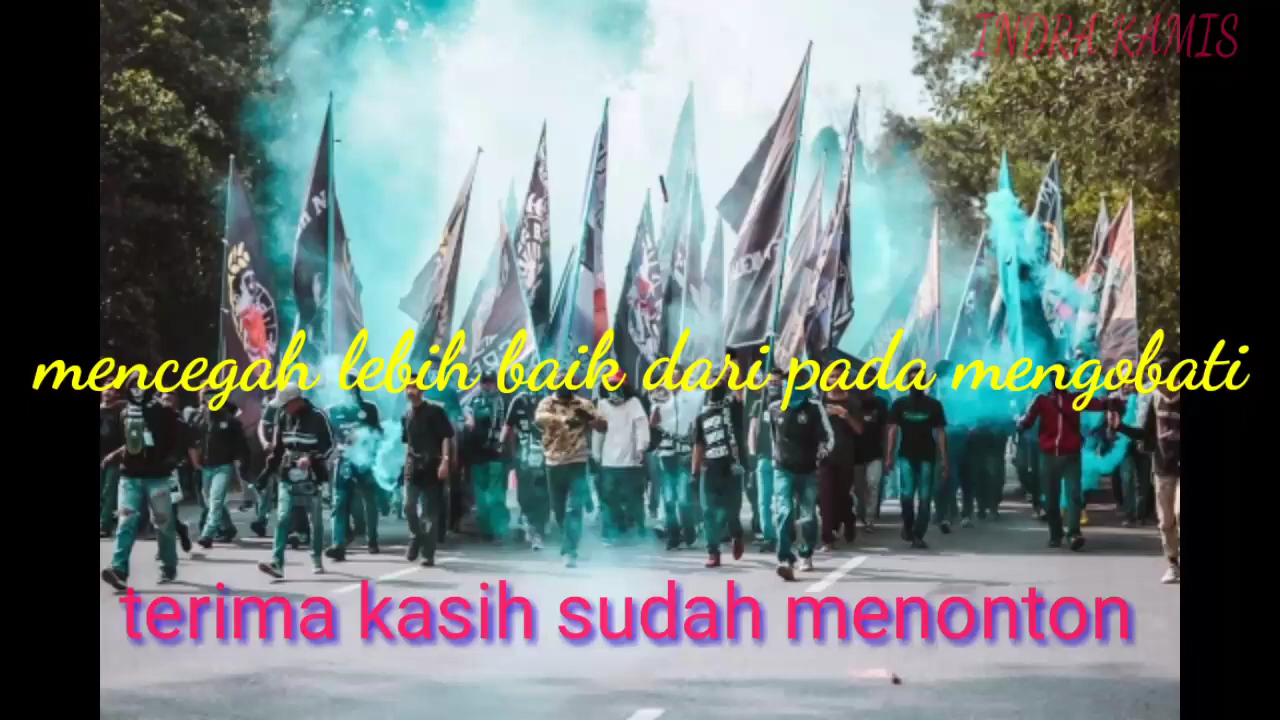 INDRA KAMIS
mencegah lebih baik dari pada mengobati
terima kasih sudah menonton